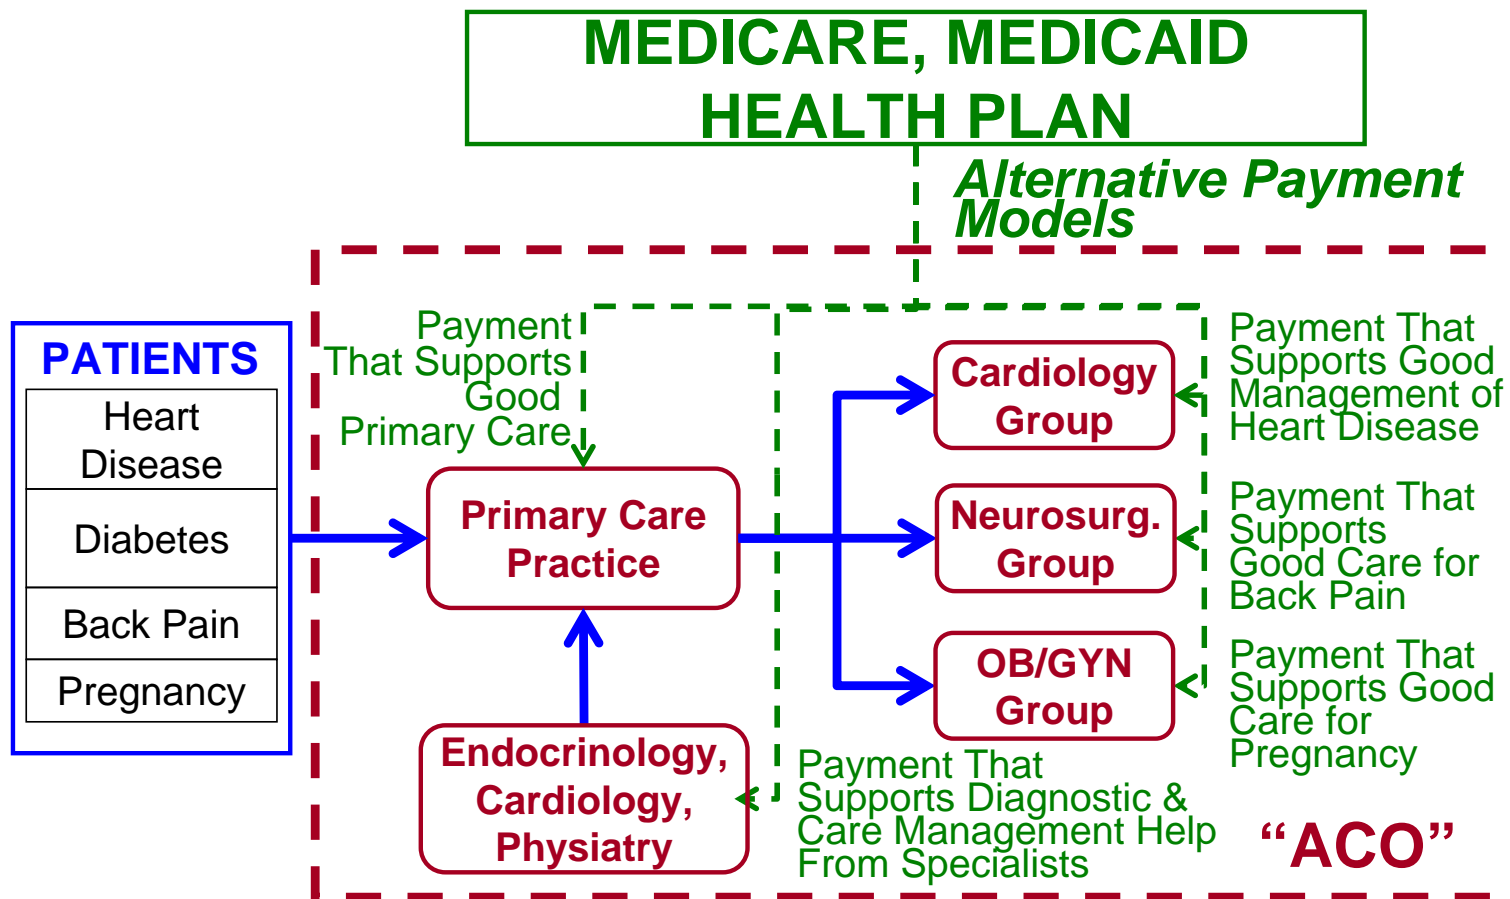 MEDICARE, MEDICAID
HEALTH PLAN
Alternative Payment
Models
PATIENTS
Heart
Disease
Diabetes
Back Pain
Pregnancy
Payment
That Supports
Good
Primary Care
Primary Care
Practice
Endocrinology,
Cardiology,
Physiatry
Cardiology
Group
Neurosurg.
Group
OB/GYN
Group
Payment That
Supports Good
Management of
Heart Disease
Payment That
Supports
Good Care for
Back Pain
Payment That
Supports Good
Care for
Pregnancy
Payment That
Supports Diagnostic &
Care Management Help
From Specialists
“ACO”